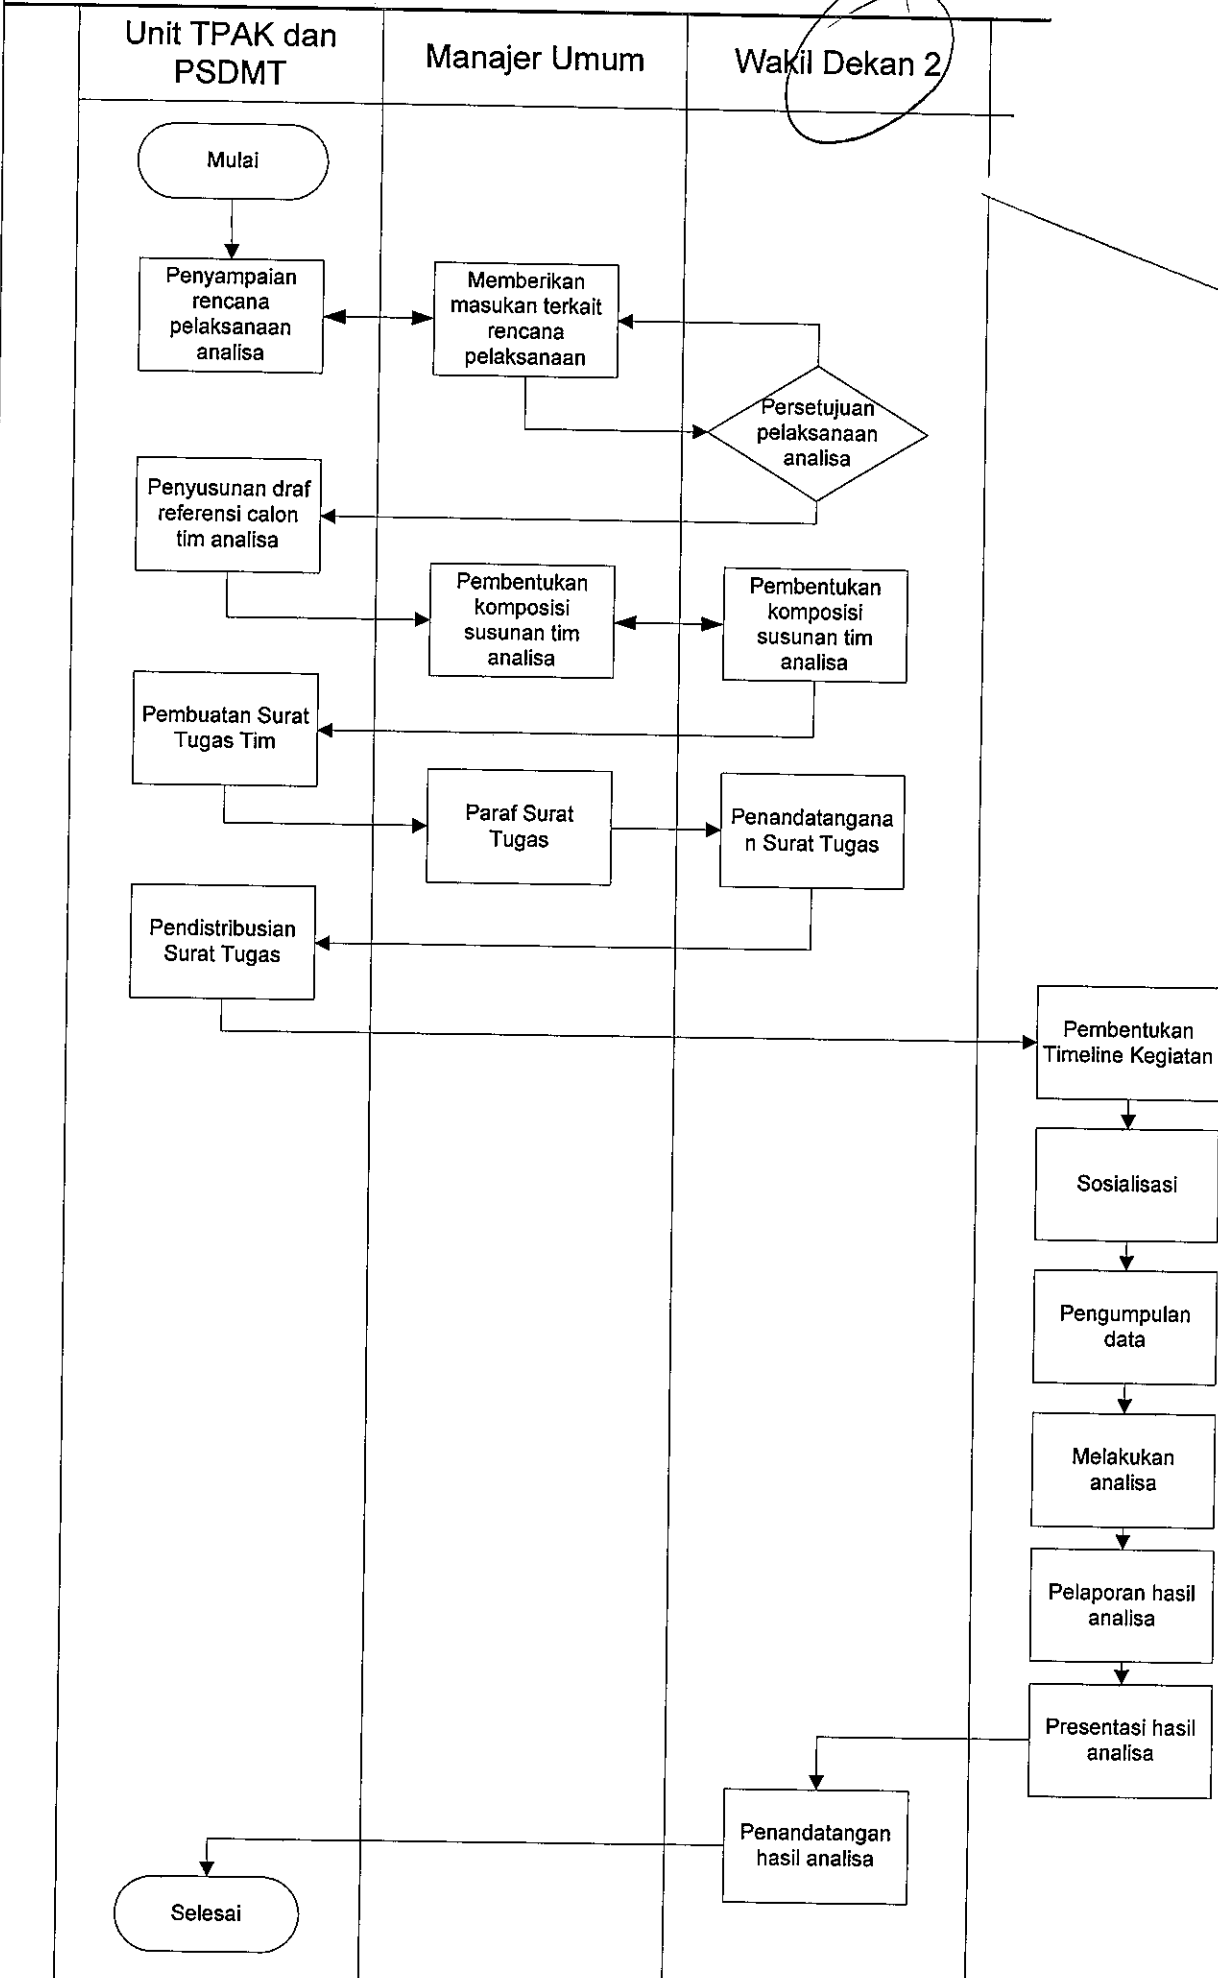 Unit TPAK dan
PSDMT
Manajer Umum
Wakil Dekan 2
Mulai
Penyampaian
rencana
pelaksanaan
analisa
Memberikan
masukan terkait
rencana
pelaksanaan
Persetujuan
pelaksanaan
analisa
Penyusunan draf
referensi calon
tim analisa
Pembentukan
komposisi
susunan tim
analisa
Pembentukan
komposisi
susunan tim
analisa
Pembuatan Surat
Tugas Tim
Paraf Surat
Tugas
Penandatangana
n Surat Tugas
Pendistribusian
Surat Tugas
Pembentukan
Timeline Kegiatan
Sosialisasi
Pengumpulan
data
Melakukan
analisa
Pelaporan hasil
analisa
Presentasi hasil
analisa
Penandatangan
hasil analisa
Selesai